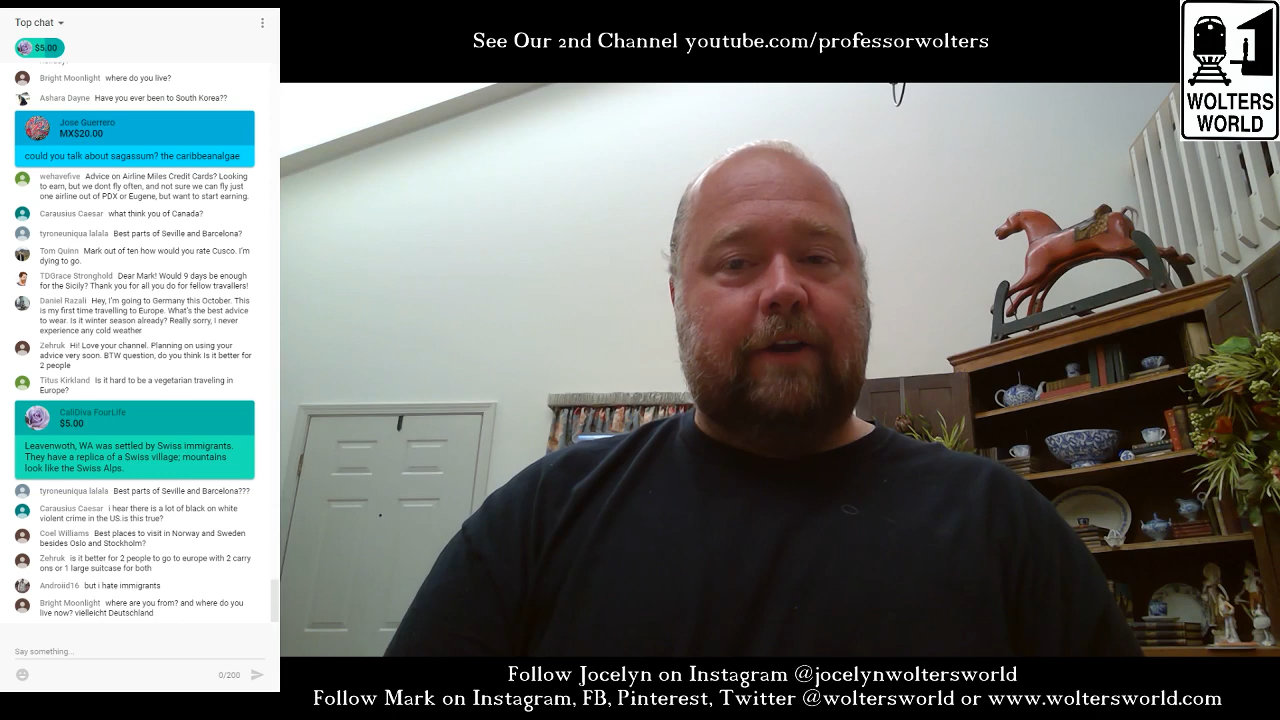 Top chat
$5.00
Bright Moonlight where do you live?
Ashara Dayne Have you ever been to South Korea??
Jose Guerrero
MX$20.00
could you talk about sagassum? the caribbeanalgae
wehavefive Advice on Airline Miles Credit Cards? Looking
to earn, but we dont fly often, and not sure we can fly just
one airline out of PDX or Eugene, but want to start earning.
Carausius Caesar what think you of Canada?
tyroneuniqua lalala Best parts of Seville and Barcelona?
Tom Quinn Mark out of ten how would you rate Cusco. I'm
dying to go.
TDGrace Stronghold Dear Mark! Would 9 days be enough
for the Sicily? Thank you for all you do for fellow travallers!
Daniel Razali Hey, I'm going to Germany this October. This
is my first time travelling to Europe. What's the best advice
to wear. Is it winter season already? Really sorry, I never
experience any cold weather
Zehruk Hi! Love your channel. Planning on using your
advice very soon. BTW question, do you think Is it better for
2 people
Titus Kirkland Is it hard to be a vegetarian traveling in
Europe?
CaliDiva FourLife
$5.00
Leavenwoth, WA was settled by Swiss immigrants.
They have a replica of a Swiss village; mountains
look like the Swiss Alps.
tyroneuniqua lalala Best parts of Seville and Barcelona???
Carausius Caesar i hear there is a lot of black on white
violent crime in the US.is this true?
Coel Williams Best places to visit in Norway and Sweden
besides Oslo and Stockholm?
Zehruk is it better for 2 people to go to europe with 2 carry
ons or 1 large suitcase for both
Androiid16 but i hate immigrants
Bright Moonlight where are you from? and where do you
live now? vielleicht Deutschland
Say something...
0/200
See Our 2nd Channel youtube.com/professorwolters
WOLTERS
WORLD
Follow Jocelyn on Instagram @jocelynwoltersworld
Follow Mark on Instagram, FB, Pinterest, Twitter @woltersworld or www.woltersworld.com